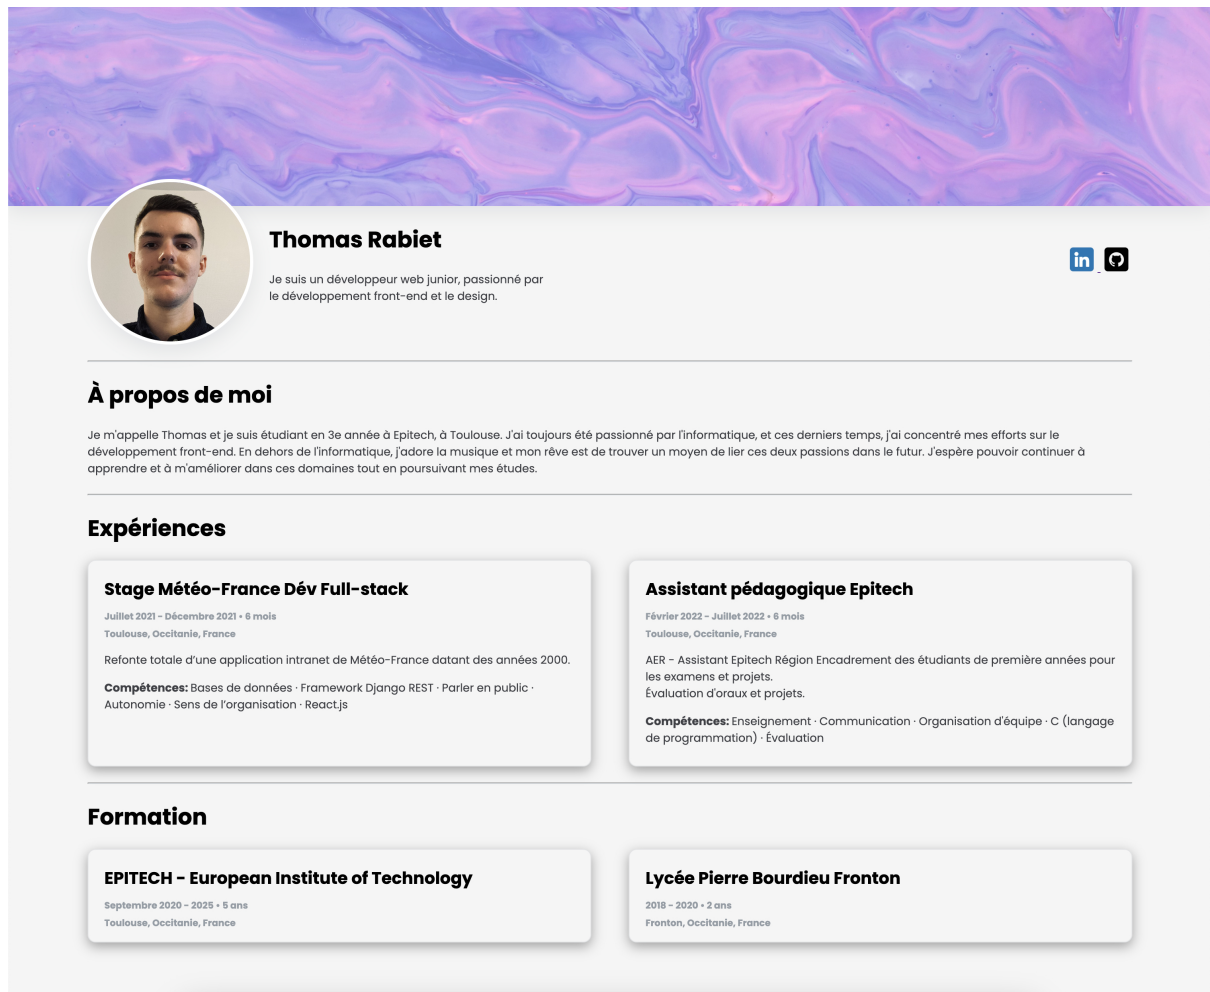 Thomas Rabiet
Je suis un développeur web junior, passionné par
le développement front-end et le design.
in
À propos de moi
Je m'appelle Thomas et je suis étudiant en 3e année à Epitech, à Toulouse. J'ai toujours été passionné par l'informatique, et ces derniers temps, j'ai concentré mes efforts sur le
développement front-end. En dehors de l'informatique, j'adore la musique et mon rêve est de trouver un moyen de lier ces deux passions dans le futur. J'espère pouvoir continuer à
apprendre et à m'améliorer dans ces domaines tout en poursuivant mes études.
Expériences
Stage Météo-France Dév Full-stack
Juillet 2021 - Décembre 2021 • 6 mois
Toulouse, Occitanie, France
Refonte totale d’une application intranet de Météo-France datant des années 2000.
Compétences: Bases de données · Framework Django REST · Parler en public ·
Autonomie · Sens de l’organisation · React.js
Assistant pédagogique Epitech
Février 2022 - Juillet 2022 • 6 mois
Toulouse, Occitanie, France
AER - Assistant Epitech Région Encadrement des étudiants de première années pour
les examens et projets.
Évaluation d'oraux et projets.
Compétences: Enseignement · Communication · Organisation d'équipe · C (langage
de programmation) · Évaluation
Formation
EPITECH - European Institute of Technology
Septembre 2020 - 2025 • 5 ans
Toulouse, Occitanie, France
Lycée Pierre Bourdieu Fronton
2018 - 2020 • 2 ans
Fronton, Occitanie, France